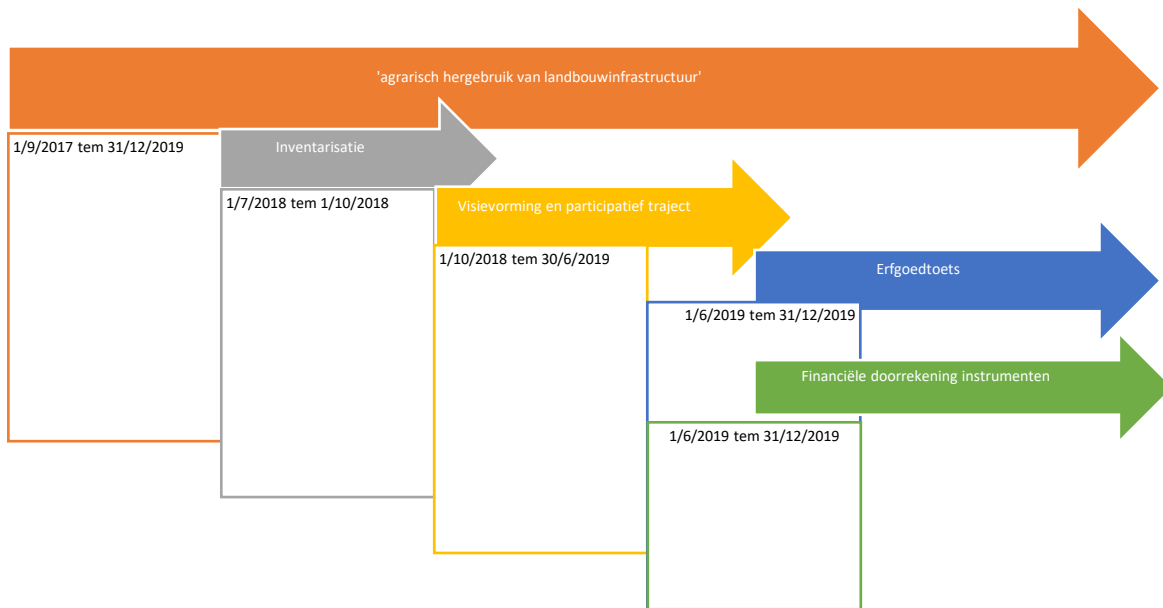 'agrarisch hergebruik van landbouwinfrastructuur'
1/9/2017 tem 31/12/2019
Inventarisatie
1/7/2018 tem 1/10/2018
Visievorming en participatief traject
1/10/2018 tem 30/6/2019
Erfgoedtoets
1/6/2019 tem 31/12/2019
Financiële doorrekening instrumenten
1/6/2019 tem 31/12/2019